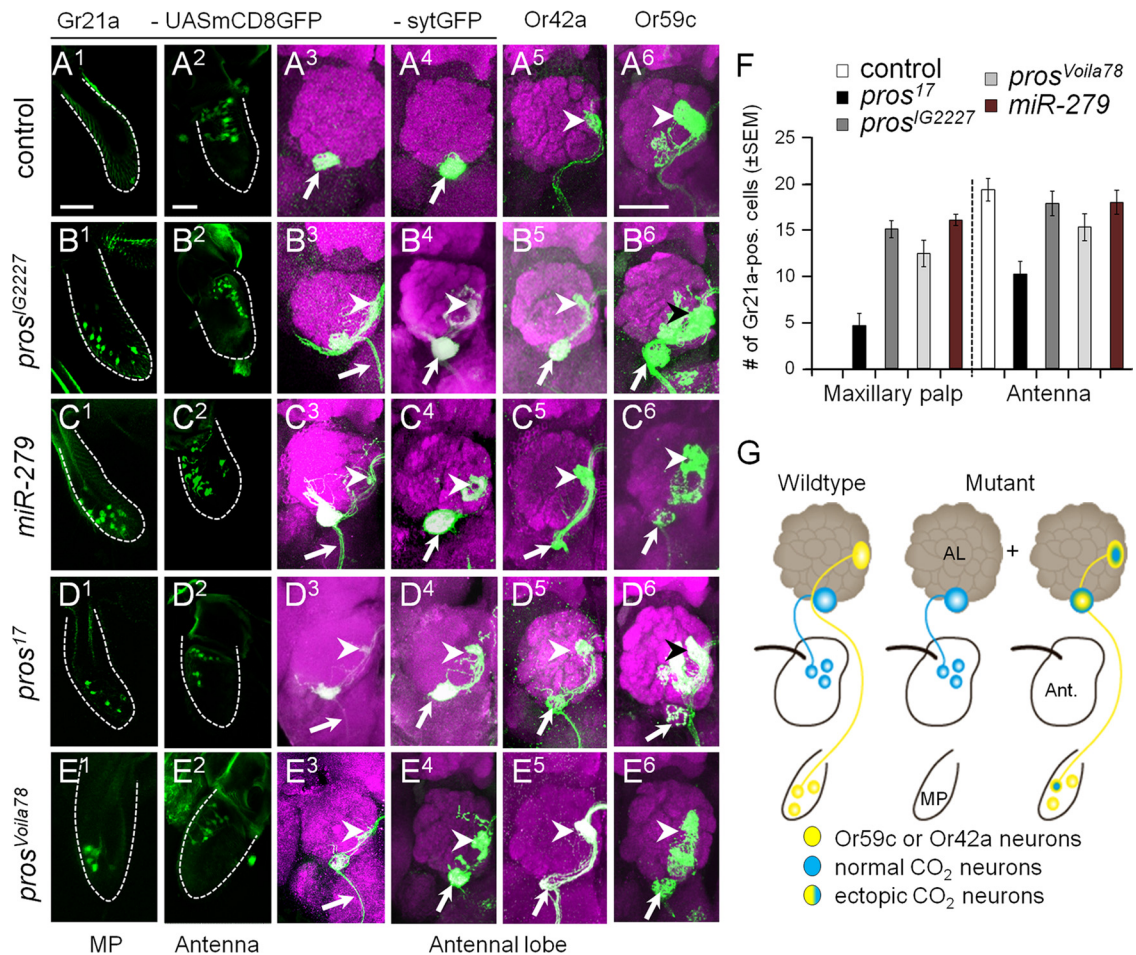 Gr21a - UASmCD8GFP - sytGFP Or42a Or59c
control A1 A2 A3 A4 A5 A6
prosIG2227 B1 B2 B3 B4 B5 B6
miR-279 C1 C2 C3 C4 C5 C6
pros17 D1 D2 D3 D4 D5 D6
prosVoila78 E1 E2 E3 E4 E5 E6
MP Antenna Antennal lobe
F
control
pros17
prosIG2227
prosVoila78
miR-279
# of Gr21a-pos. cells (±SEM)
25
20
15
10
5
0
Maxillary palp Antenna
G
Wildtype Mutant
AL +
Ant.
MP
Or59c or Or42a neurons
normal CO2 neurons
ectopic CO2 neurons